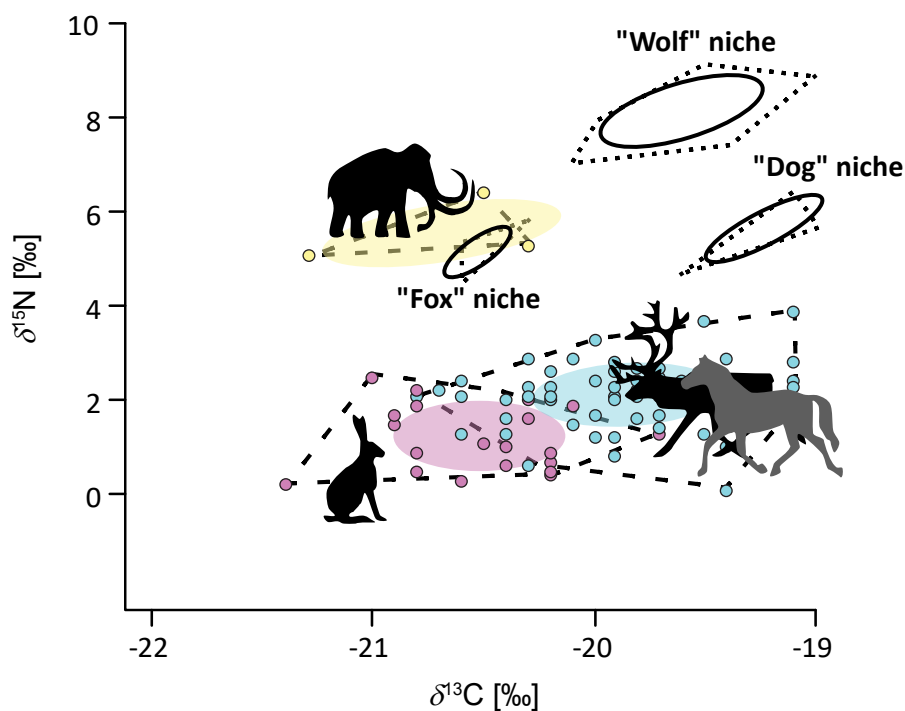 10
8
6
4
2
0
δ15N [‰]
"Wolf" niche
"Dog" niche
"Fox" niche
-22
-21
-20
-19
δ13C [‰]